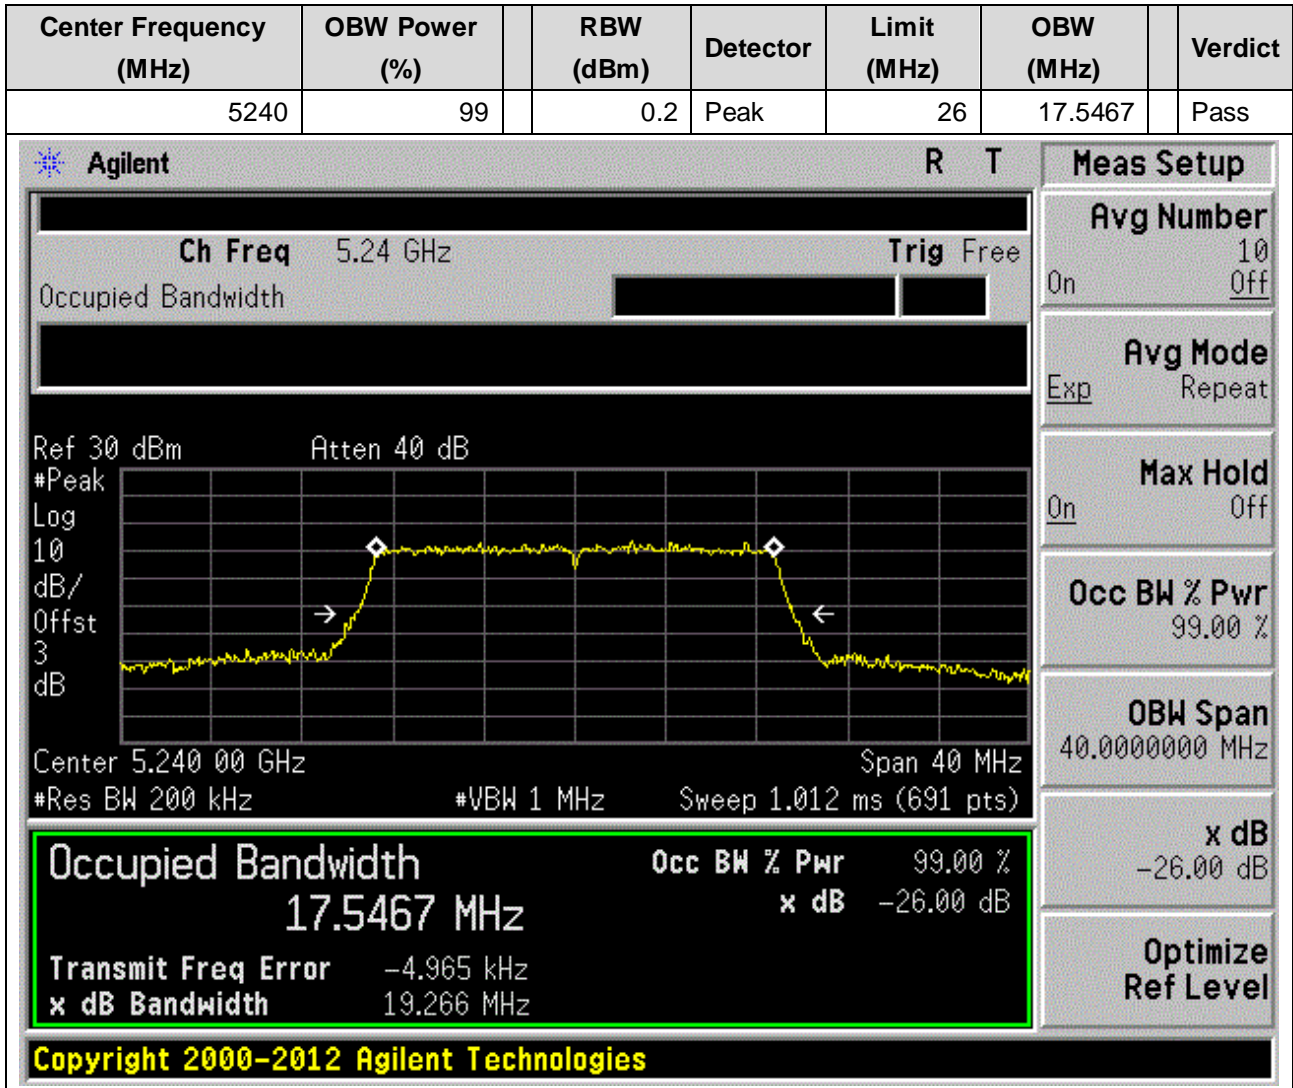 Center Frequency (MHz) OBW Power (%) RBW (dBm) Detector Limit (MHz) OBW (MHz) Verdict
5240 99 0.2 Peak 26 17.5467 Pass
Agilent R T
Ch Freq 5.24 GHz Trig Free
Occupied Bandwidth
Ref 30 dBm Atten 40 dB
#Peak
Log
10
dB/
Offst
3
dB
Center 5.240 00 GHz Span 40 MHz
#Res BW 200 kHz #VBW 1 MHz Sweep 1.012 ms (691 pts)
Occupied Bandwidth
17.5467 MHz
Occ BW % Pwr 99.00 %
x dB -26.00 dB
Transmit Freq Error -4.965 kHz
x dB Bandwidth 19.266 MHz
Copyright 2000-2012 Agilent Technologies
Meas Setup
Avg Number
10
On Off
Avg Mode
Exp Repeat
Max Hold
On Off
Occ BW % Pwr
99.00 %
OBW Span
40.0000000 MHz
x dB
-26.00 dB
Optimize
Ref Level